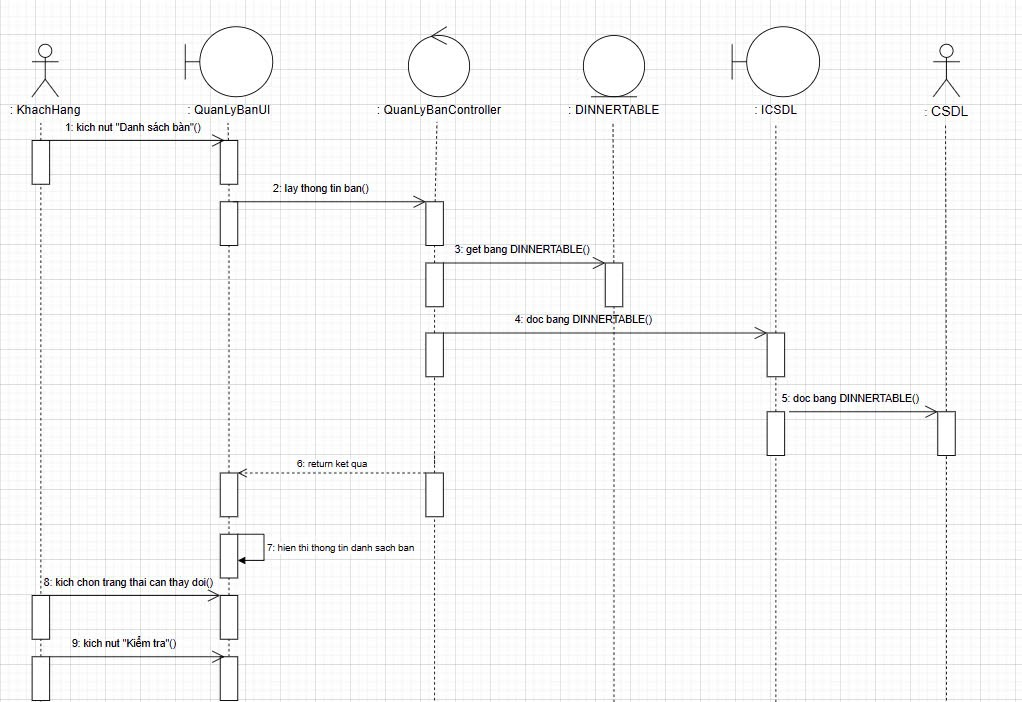 : KhachHang
: QuanLyBanUI
: QuanLyBanController
: DINNERTABLE
: ICSDL
: CSDL
1: kich nut "Danh sách bàn"()
2: lay thong tin ban()
3: get bang DINNERTABLE()
4: doc bang DINNERTABLE()
5: doc bang DINNERTABLE()
6: return ket qua
7: hien thi thong tin danh sach ban
8: kich chon trang thai can thay doi()
9: kich nut "Kiểm tra"()